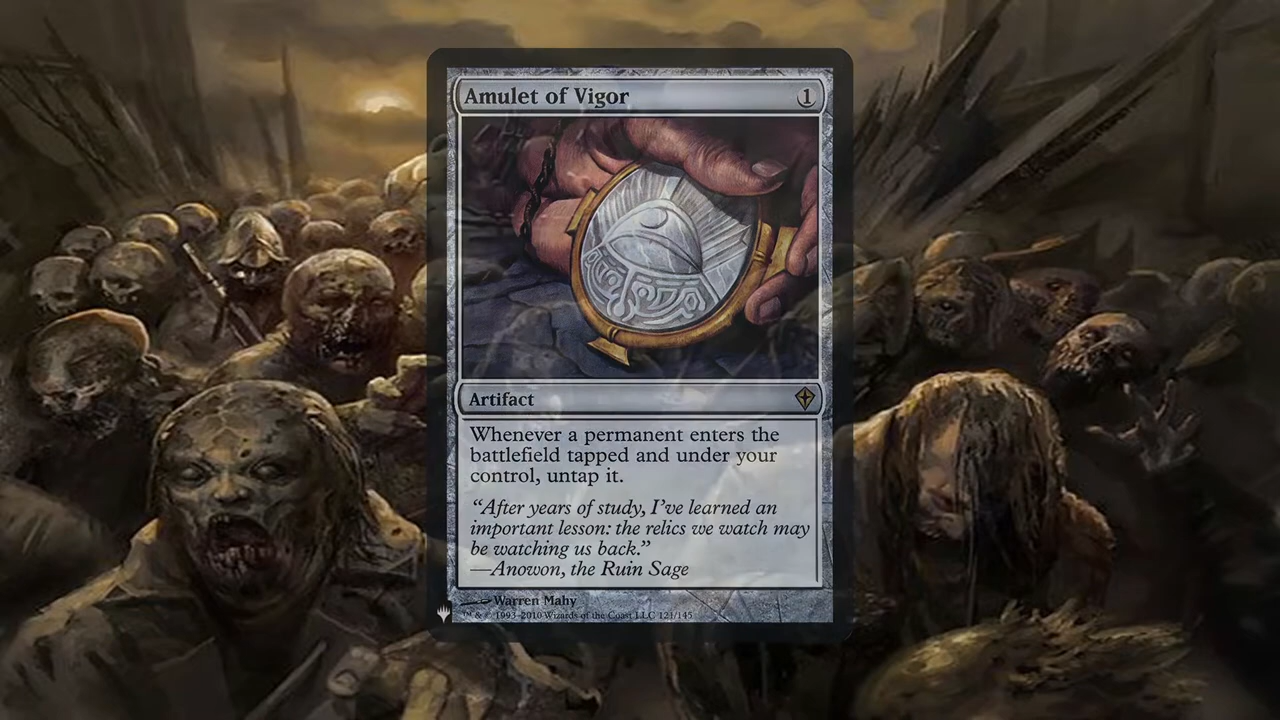 Amulet of Vigor 1
Artifact
Whenever a permanent enters the
battlefield tapped and under your
control, untap it.
“After years of study, I’ve learned an
important lesson: the relics we watch may
be watching us back.”
—Anowon, the Ruin Sage
Warren Mahy
™ & © 1993–2010 Wizards of the Coast LLC 121/145